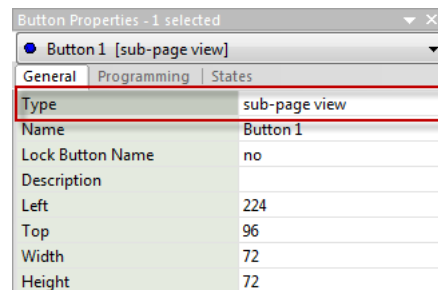 Button Properties - 1 selected
Button 1 [sub-page view]
General Programming States
Type sub-page view
Name Button 1
Lock Button Name no
Description
Left 224
Top 96
Width 72
Height 72